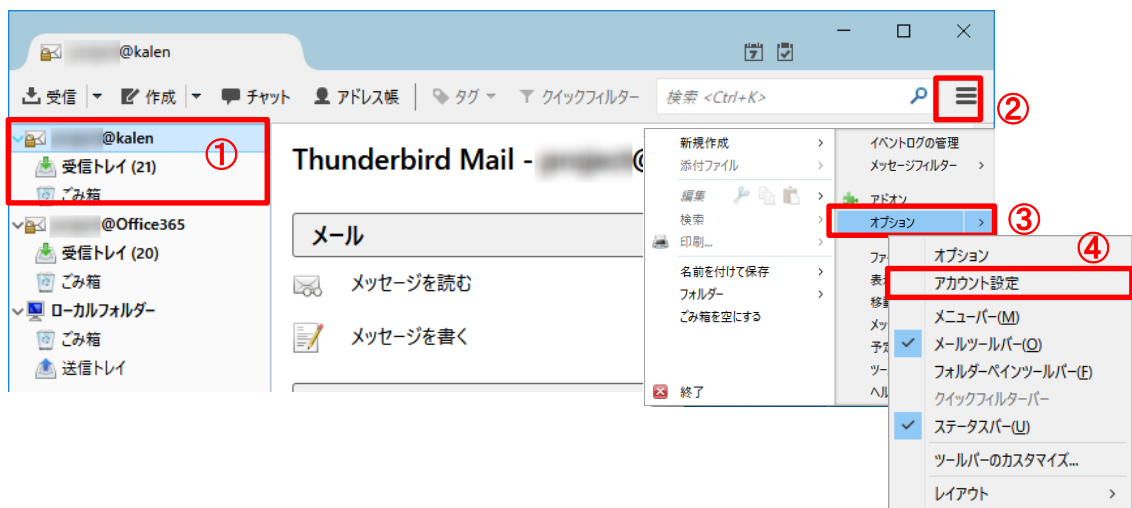 @kalen
受信 作成 チャット アドレス帳 タグ クイックフィルター 検索 <Ctrl+K>
②
@kalen
①
受信トレイ (21)
ごみ箱
@Office365
受信トレイ (20)
ごみ箱
ローカルフォルダー
ごみ箱
送信トレイ
Thunderbird Mail -
メール
メッセージを読む
メッセージを書く
新規作成
添付ファイル
編集
検索
印刷...
名前を付けて保存
フォルダー
ごみ箱を空にする
終了
イベントログの管理
メッセージフィルター
アドオン
オプション
③
④
オプション
アカウント設定
メニューバー(M)
メールツールバー(O)
フォルダーペインツールバー(F)
クイックフィルターバー
ステータスバー(U)
ツールバーのカスタマイズ...
レイアウト